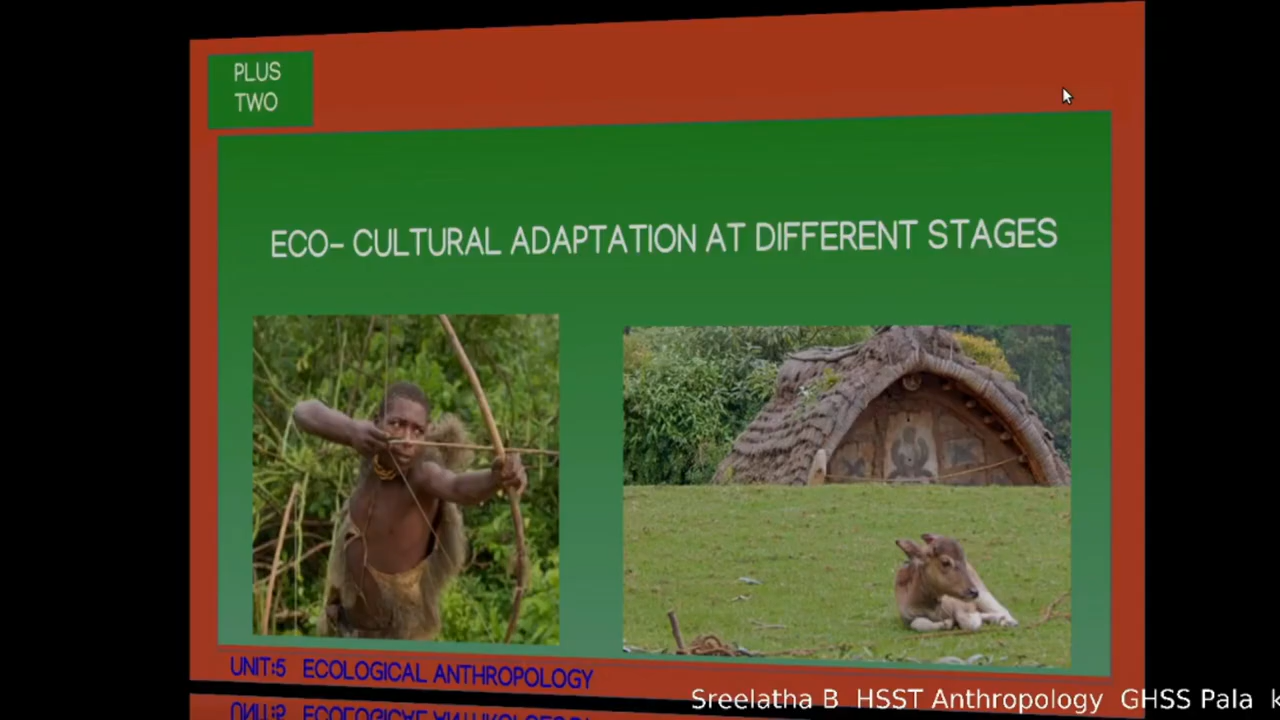 PLUS
TWO
ECO- CULTURAL ADAPTATION AT DIFFERENT STAGES
UNIT:5 ECOLOGICAL ANTHROPOLOGY
Sreelatha B HSST Anthropology GHSS Pala